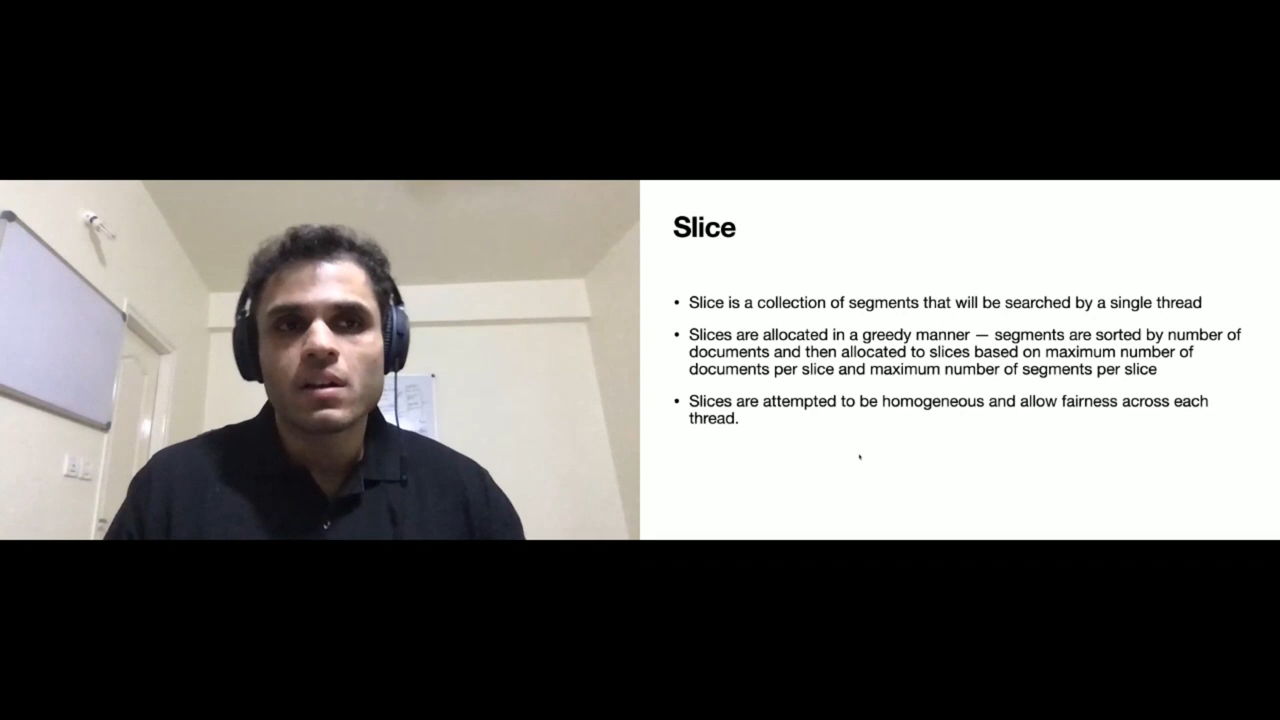 Slice
• Slice is a collection of segments that will be searched by a single thread
• Slices are allocated in a greedy manner — segments are sorted by number of
documents and then allocated to slices based on maximum number of
documents per slice and maximum number of segments per slice
• Slices are attempted to be homogeneous and allow fairness across each
thread.